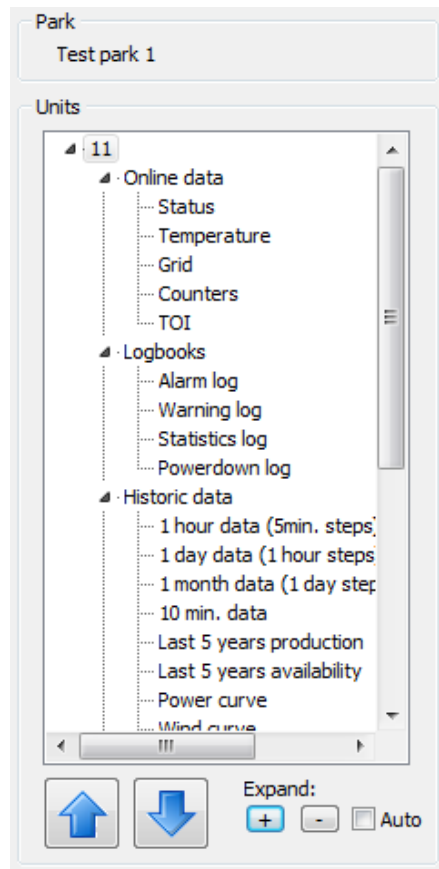 Park
Test park 1
Units
11
Online data
Status
Temperature
Grid
Counters
TOI
Logbooks
Alarm log
Warning log
Statistics log
Powerdown log
Historic data
1 hour data (5min. steps)
1 day data (1 hour steps
1 month data (1 day step
10 min. data
Last 5 years production
Last 5 years availability
Power curve
Wind curve
Expand:
+ - Auto